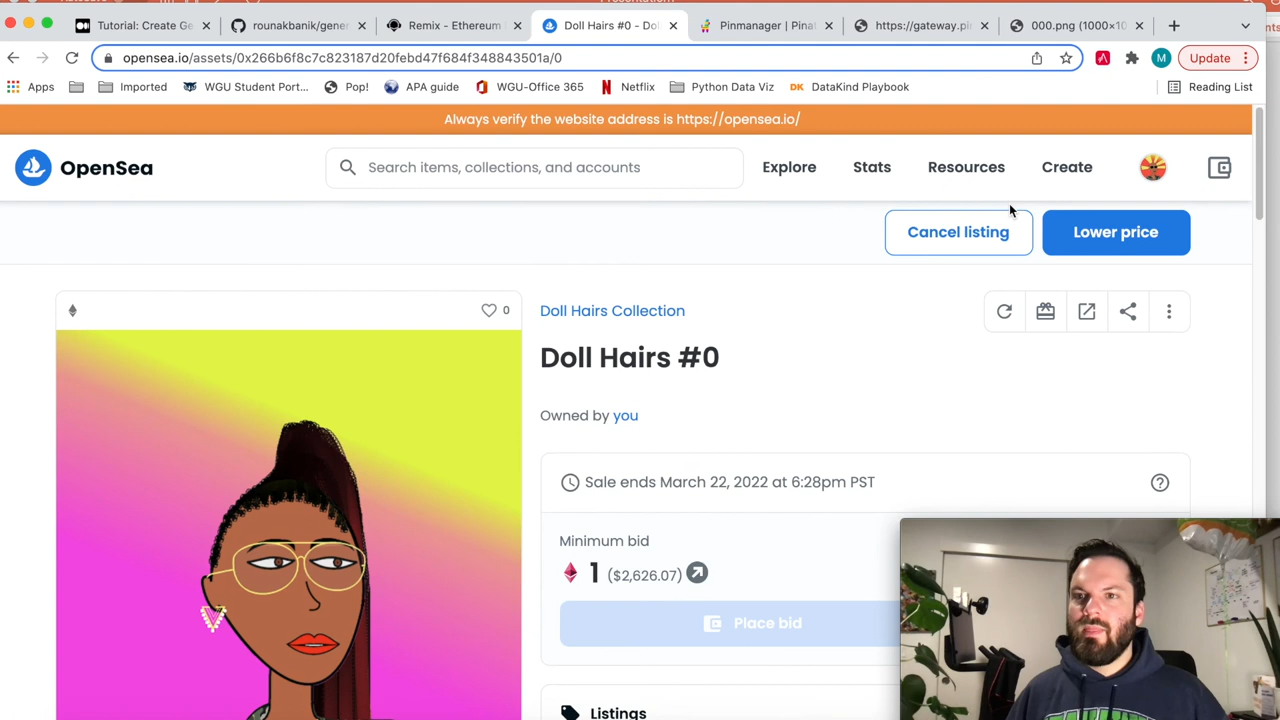 Tutorial: Create Ge
rounakbanik/gene
Remix - Ethereum
Doll Hairs #0 - Do
Pinmanager | Pina
https://gateway.pi
000.png (1000×10
opensea.io/assets/0x266b6f8c7c823187d20febd47f684f348843501a/0
M
Update
Apps
Imported
WGU Student Port...
Pop!
APA guide
WGU-Office 365
Netflix
Python Data Viz
DK DataKind Playbook
Reading List
Always verify the website address is https://opensea.io/
OpenSea
Search items, collections, and accounts
Explore
Stats
Resources
Create
Cancel listing
Lower price
0
Doll Hairs Collection
Doll Hairs #0
Owned by you
Sale ends March 22, 2022 at 6:28pm PST
Minimum bid
1 ($2,626.07)
Place bid
Listings